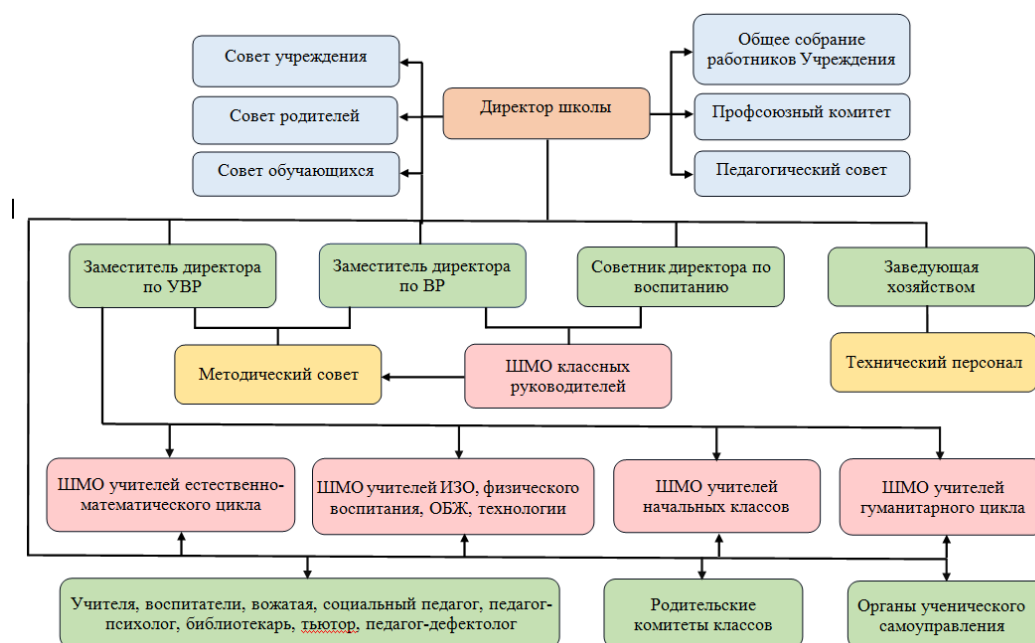 Совет учреждения
Общее собрание
работников Учреждения
Директор школы
Совет родителей
Профсоюзный комитет
Совет обучающихся
Педагогический совет
Заместитель директора
по УВР
Заместитель директора
по ВР
Советник директора по
воспитанию
Заведующая
хозяйством
Методический совет
ШМО классных
руководителей
Технический персонал
ШМО учителей естественно-
математического цикла
ШМО учителей ИЗО, физического
воспитания, ОБЖ, технологии
ШМО учителей
начальных классов
ШМО учителей
гуманитарного цикла
Учителя, воспитатели, вожатая, социальный педагог, педагог-
психолог, библиотекарь, тьютор, педагог-дефектолог
Родительские
комитеты классов
Органы ученического
самоуправления